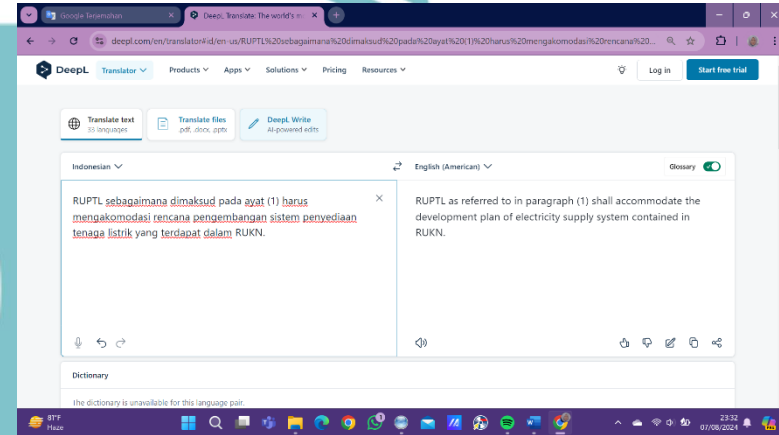 Google Terjemahan
DeepL Translate: The world's m
deepl.com/en/translator#id/en-us/RUPTL%20sebagaimana%20dimaksud%20pada%20ayat%20(1)%20harus%20mengakomodasi%20rencana%20...
DeepL Translator Products Apps Solutions Pricing Resources Log in Start free trial
Translate text
33 languages
Translate files
.pdf, .docx, .pptx
DeepL Write
AI-powered edits
Indonesian
English (American)
Glossary
RUPTL sebagaimana dimaksud pada ayat (1) harus
mengakomodasi rencana pengembangan sistem penyediaan
tenaga listrik yang terdapat dalam RUKN.
RUPTL as referred to in paragraph (1) shall accommodate the
development plan of electricity supply system contained in
RUKN.
Dictionary
The dictionary is unavailable for this language pair.
81°F
Haze
23:32
07/08/2024